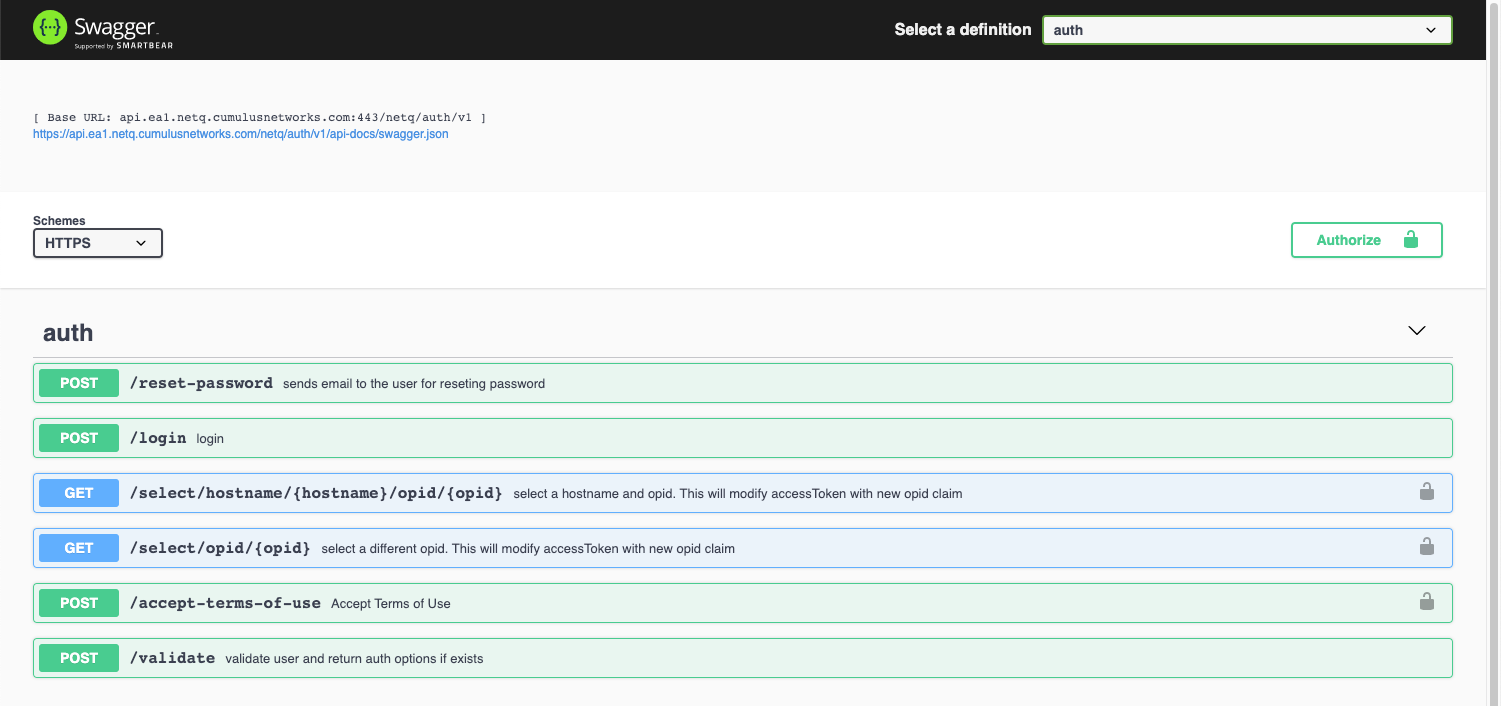 Swagger
Supported by SMARTBEAR
Select a definition
auth
[ Base URL: api.ea1.netq.cumulusnetworks.com:443/netq/auth/v1 ]
https://api.ea1.netq.cumulusnetworks.com/netq/auth/v1/api-docs/swagger.json
Schemes
HTTPS
Authorize
auth
POST /reset-password sends email to the user for reseting password
POST /login login
GET /select/hostname/{hostname}/opid/{opid} select a hostname and opid. This will modify accessToken with new opid claim
GET /select/opid/{opid} select a different opid. This will modify accessToken with new opid claim
POST /accept-terms-of-use Accept Terms of Use
POST /validate validate user and return auth options if exists